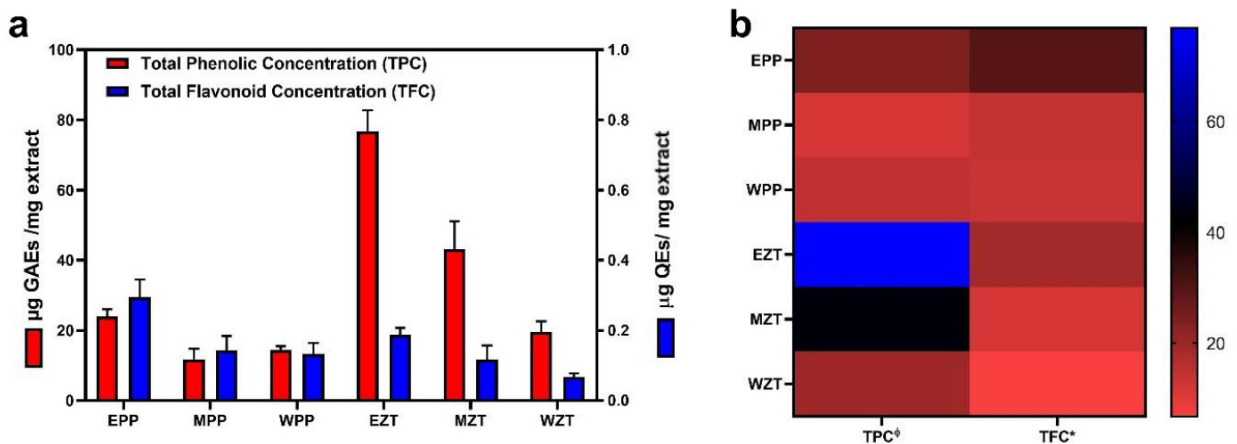 a
100
80
60
40
20
0
µg GAEs /mg extract
Total Phenolic Concentration (TPC)
Total Flavonoid Concentration (TFC)
1.0
0.8
0.6
0.4
0.2
0.0
µg QEs/ mg extract
EPP MPP WPP EZT MZT WZT
b
EPP
MPP
WPP
EZT
MZT
WZT
TPCᶲ TFC*
60
40
20